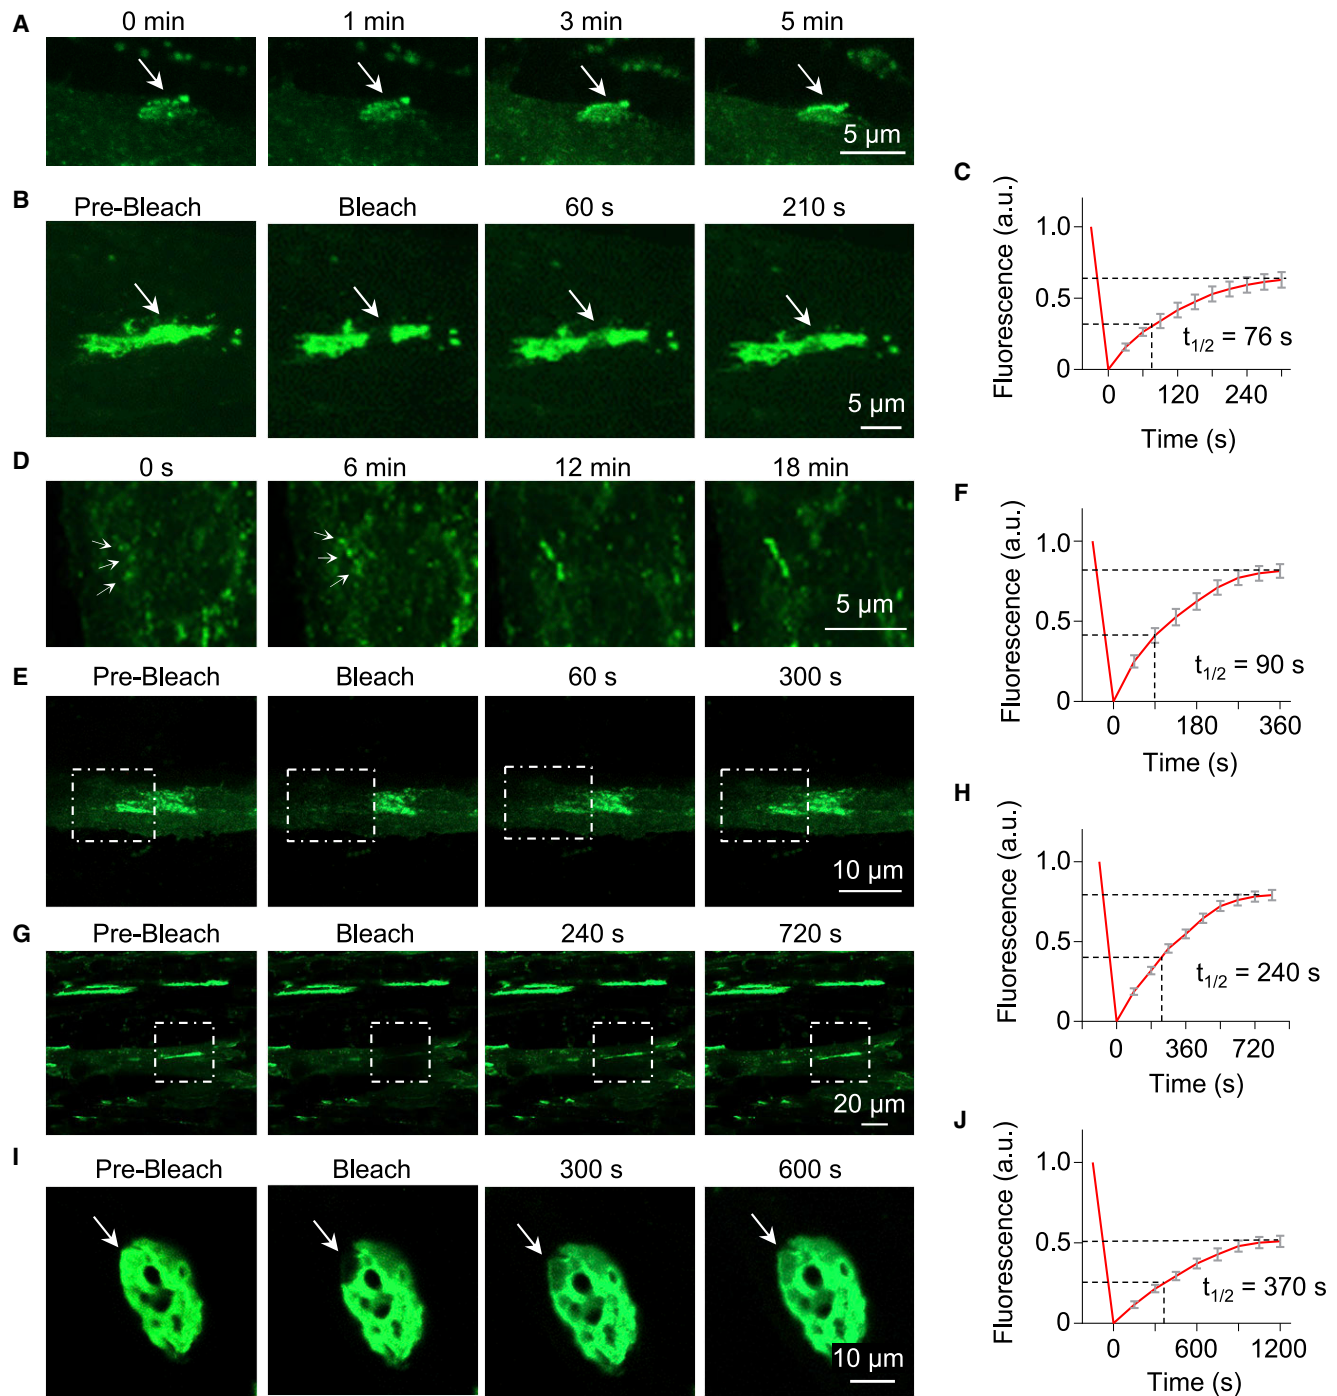 A
0 min 1 min 3 min 5 min
5 µm
B
Pre-Bleach Bleach 60 s 210 s
5 µm
C
Fluorescence (a.u.)
1.0
0.5
0
t1/2 = 76 s
0 120 240
Time (s)
D
0 s 6 min 12 min 18 min
5 µm
E
Pre-Bleach Bleach 60 s 300 s
10 µm
F
Fluorescence (a.u.)
1.0
0.5
0
t1/2 = 90 s
0 180 360
Time (s)
G
Pre-Bleach Bleach 240 s 720 s
20 µm
H
Fluorescence (a.u.)
1.0
0.5
0
t1/2 = 240 s
0 360 720
Time (s)
I
Pre-Bleach Bleach 300 s 600 s
10 µm
J
Fluorescence (a.u.)
1.0
0.5
0
t1/2 = 370 s
0 600 1200
Time (s)